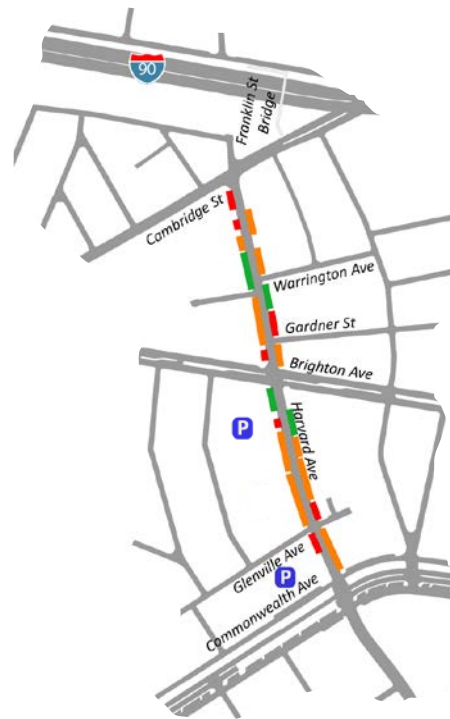 90
Franklin St
Bridge
Cambridge St
Warrington Ave
Gardner St
Brighton Ave
P
Harvard Ave
Glenville Ave
P
Commonwealth Ave